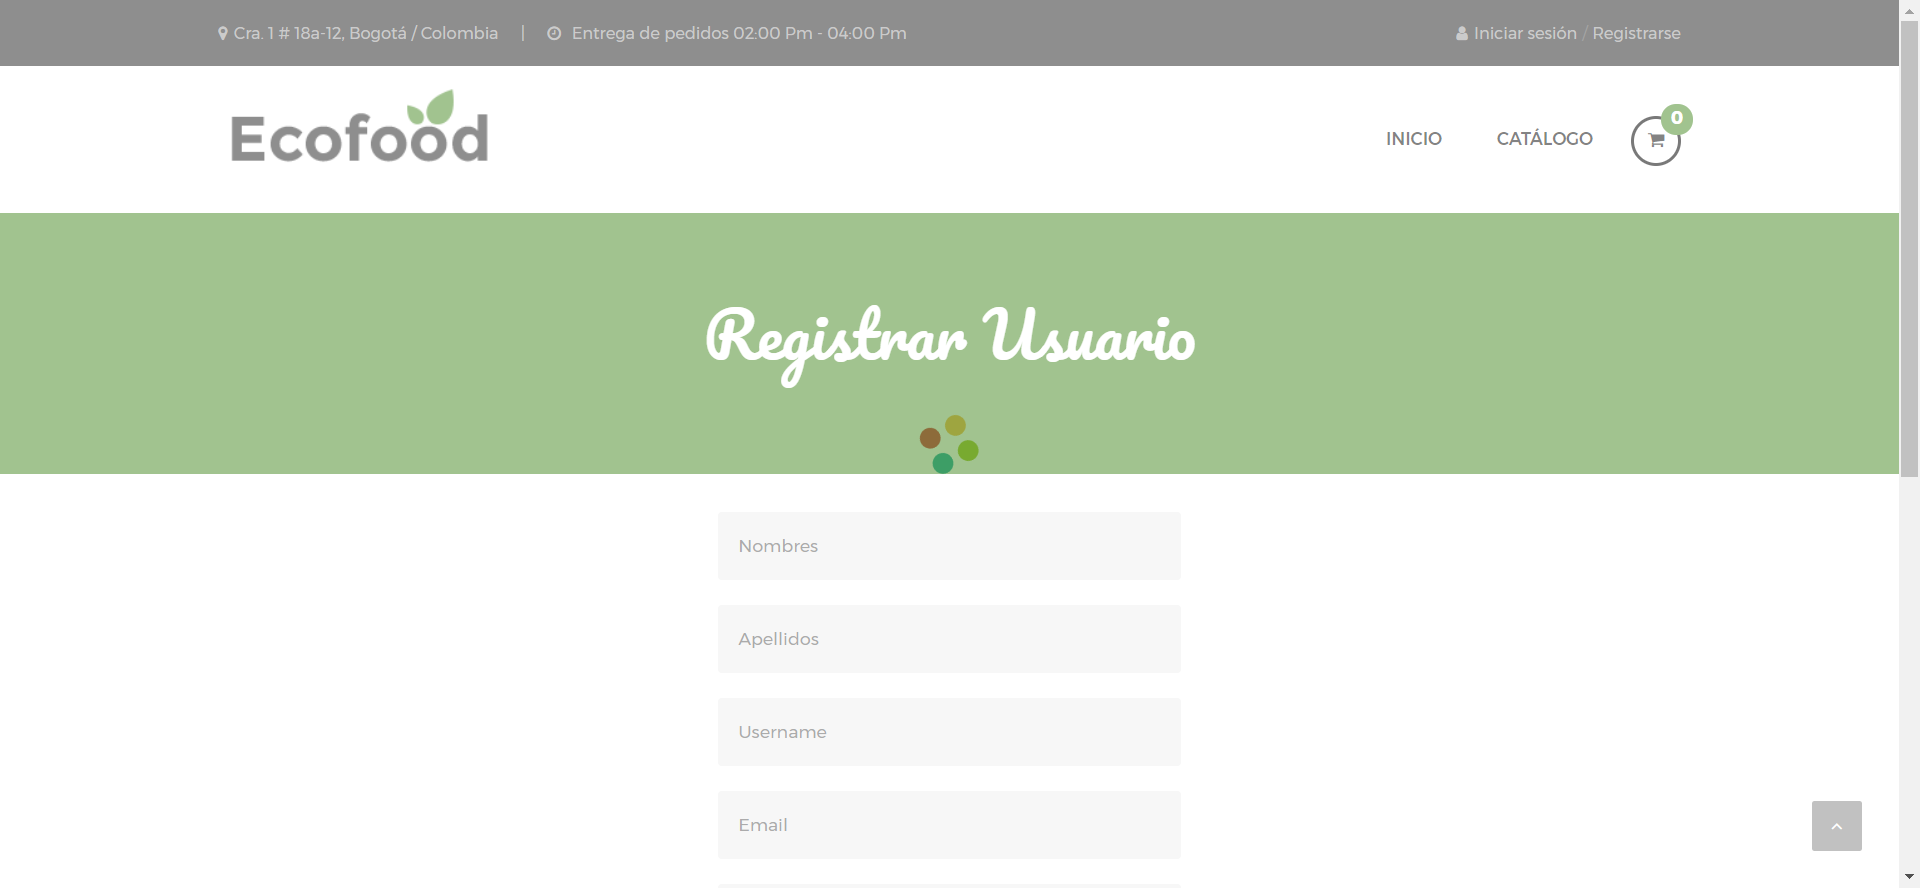 Cra. 1 # 18a-12, Bogotá / Colombia | Entrega de pedidos 02:00 Pm - 04:00 Pm
Iniciar sesión / Registrarse
Ecofood
INICIO
CATÁLOGO
0
Registrar Usuario
Nombres
Apellidos
Username
Email